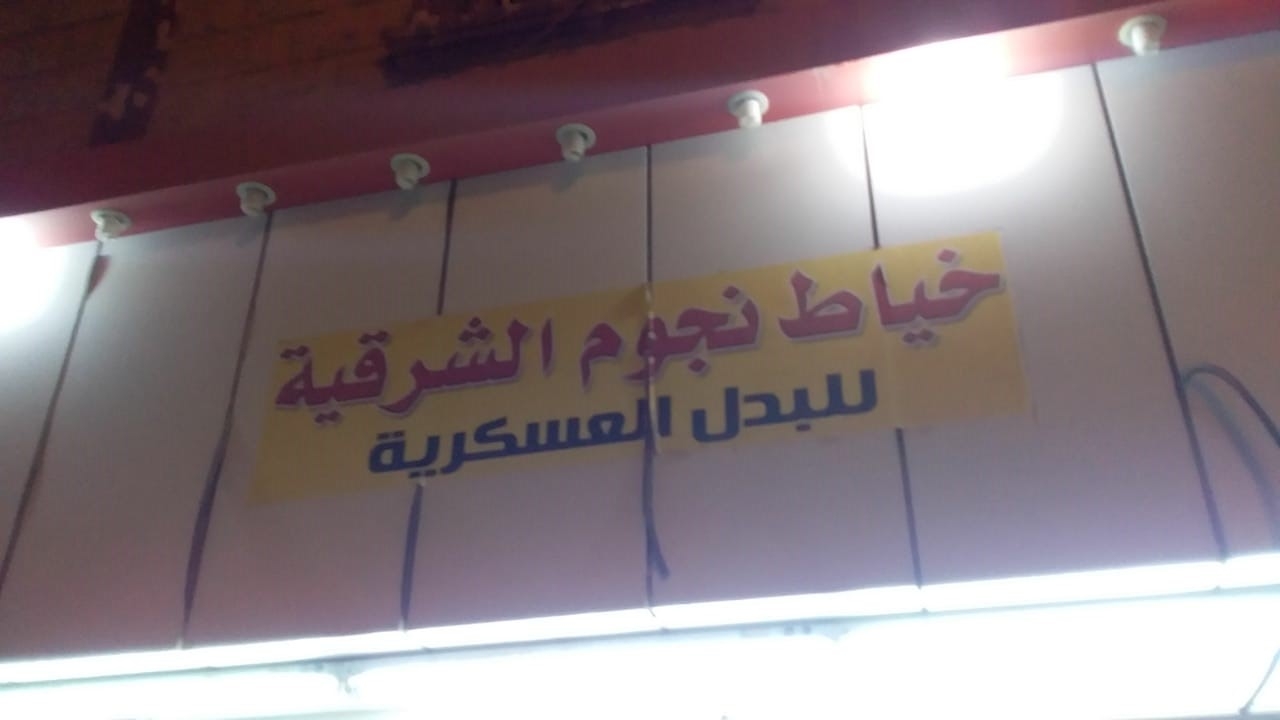 خياط نجوم الشرقية
للبدل العسكرية